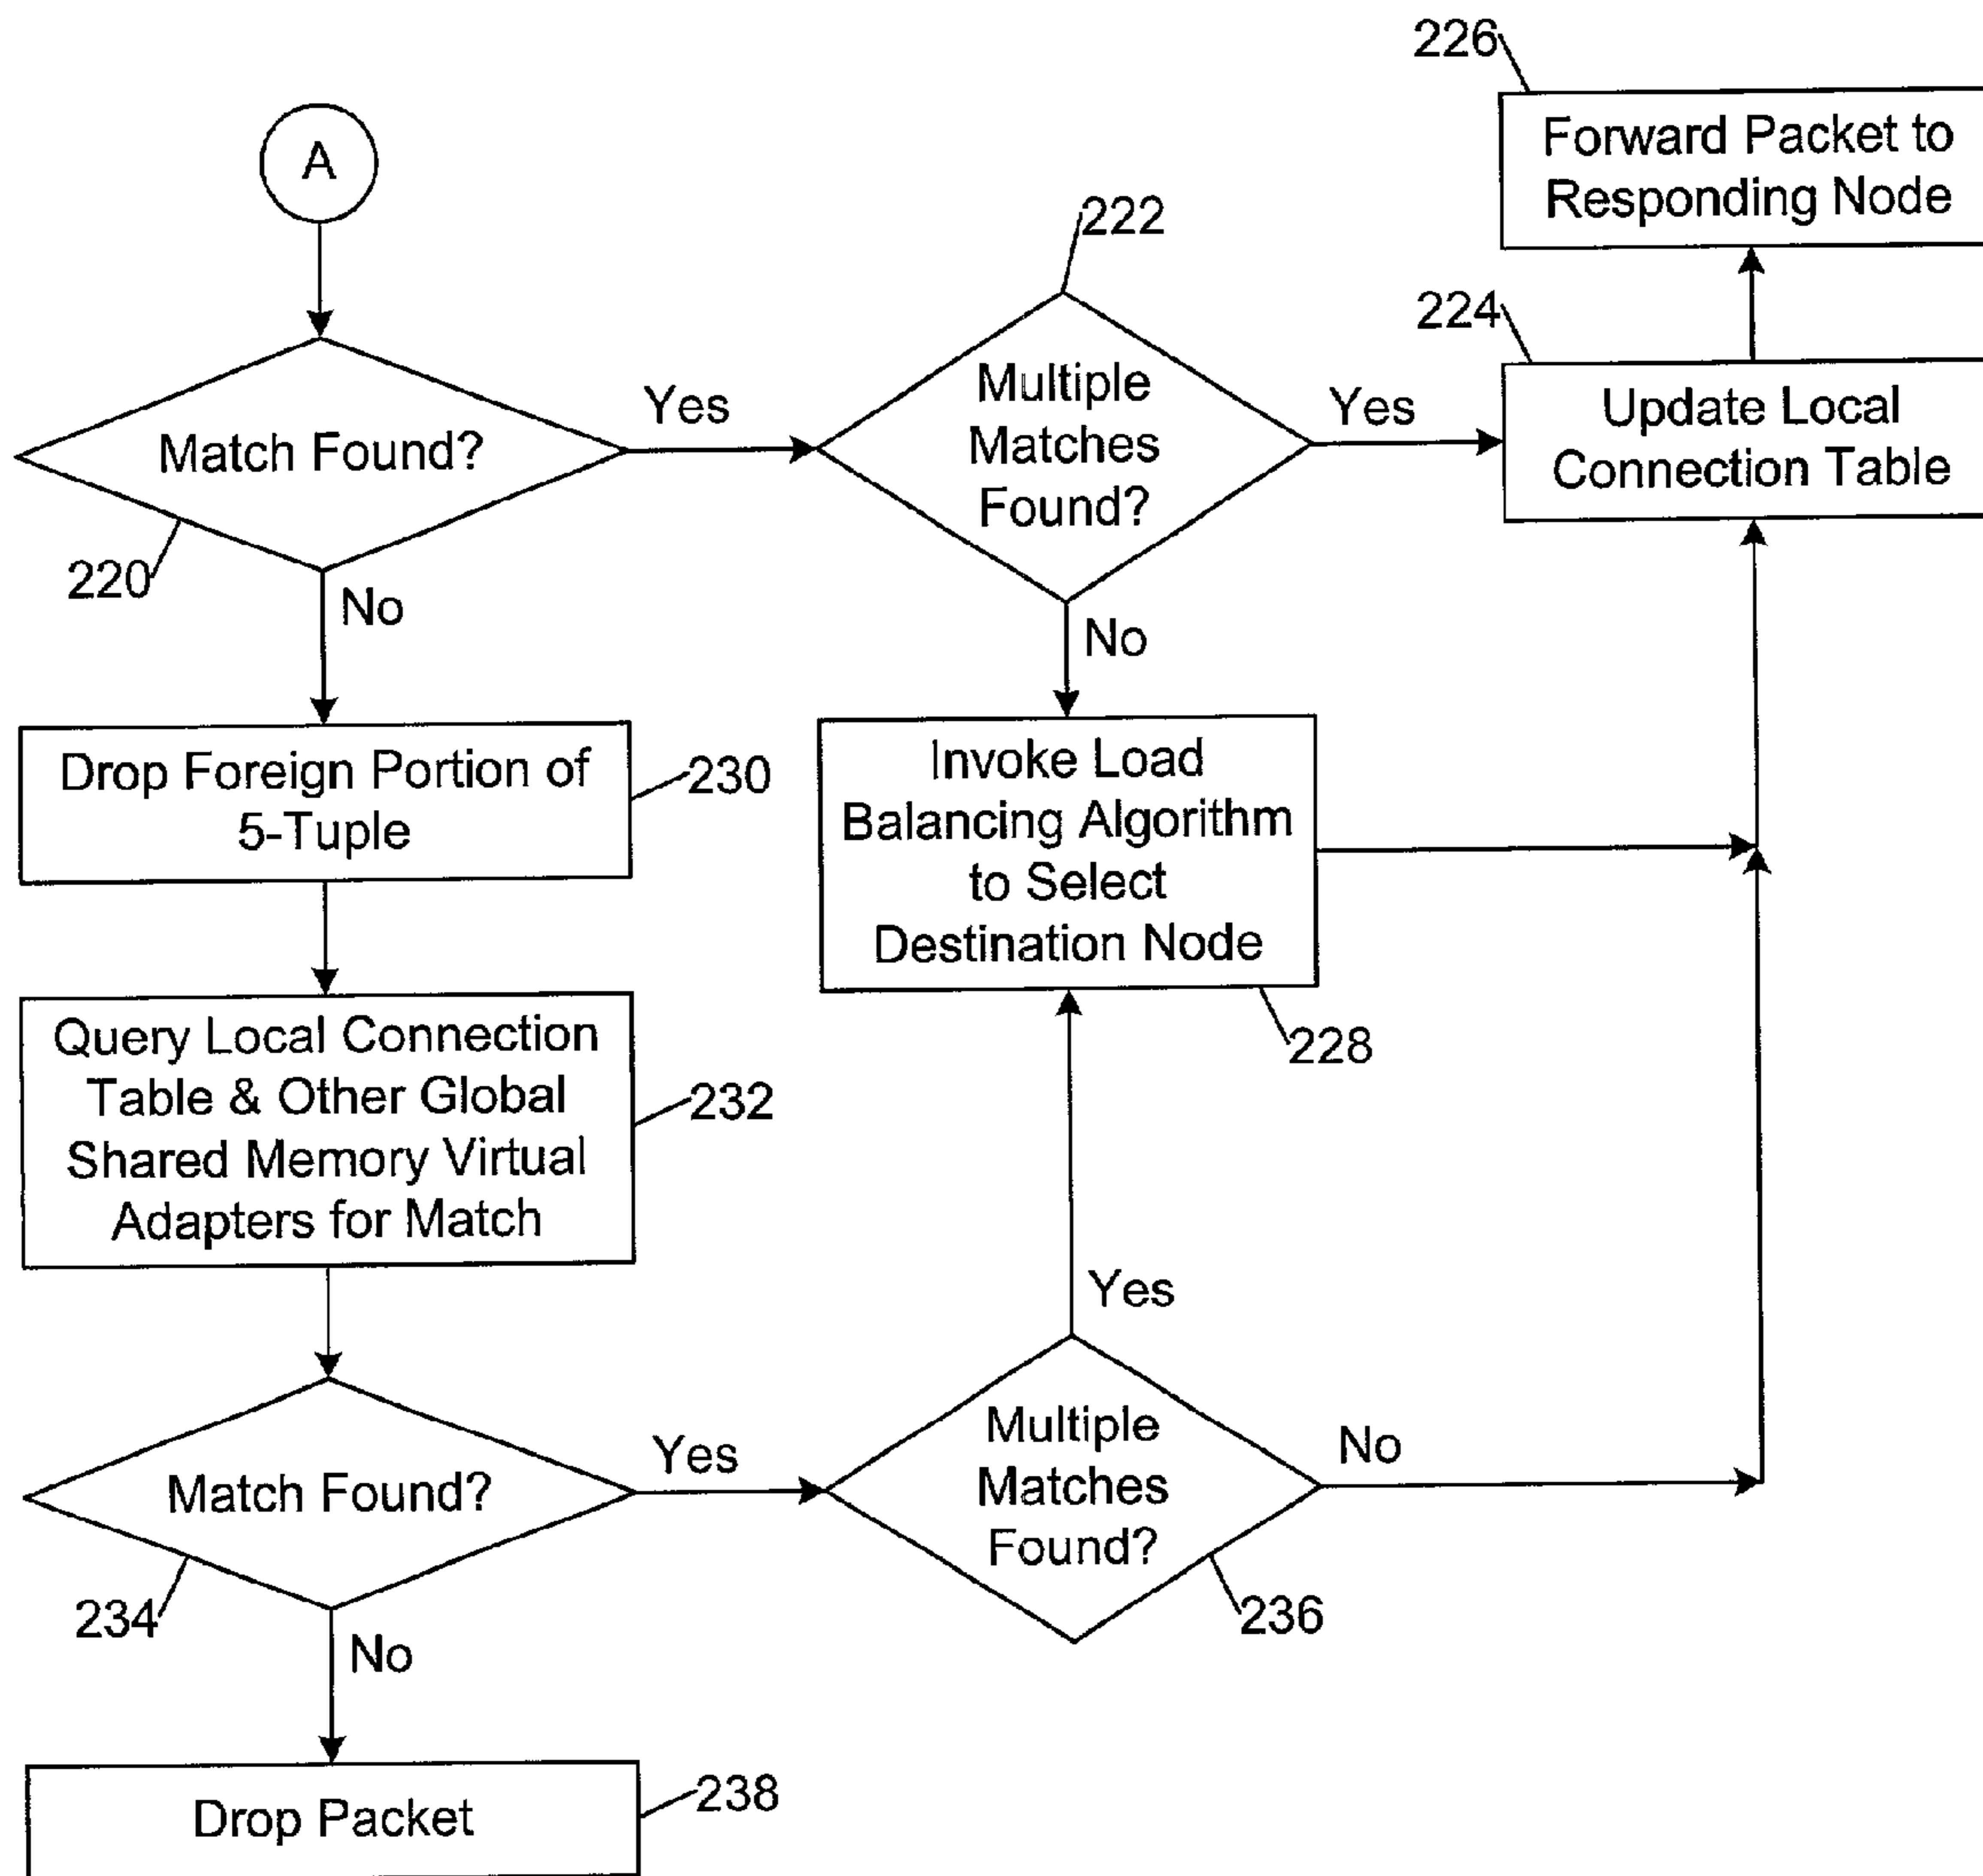 226
Forward Packet to
Responding Node
A
222
224
Multiple
Matches
Found?
Yes
Yes
Update Local
Connection Table
Match Found?
220
No
No
Drop Foreign Portion of
5-Tuple
230
Invoke Load
Balancing Algorithm
to Select
Destination Node
228
Query Local Connection
Table & Other Global
Shared Memory Virtual
Adapters for Match
232
Yes
Match Found?
Yes
Multiple
Matches
Found?
No
234
236
No
Drop Packet
238